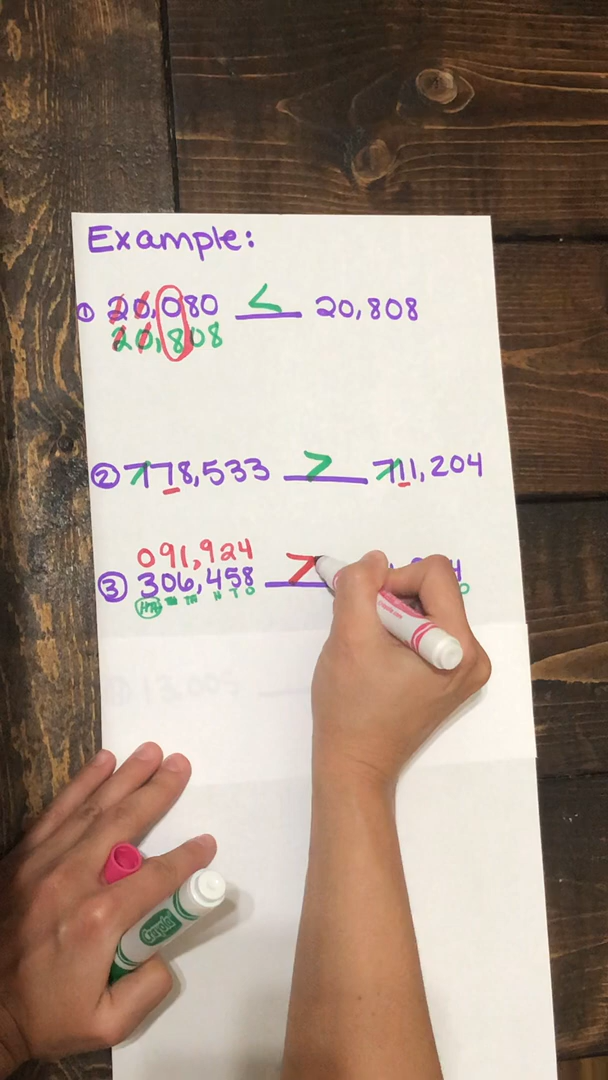 Example:
① 20,080 < 20,808
20,808
② 778,533 > 711,204
091,924
③ 306,458 >
HTH TTH TH H T O
Crayola